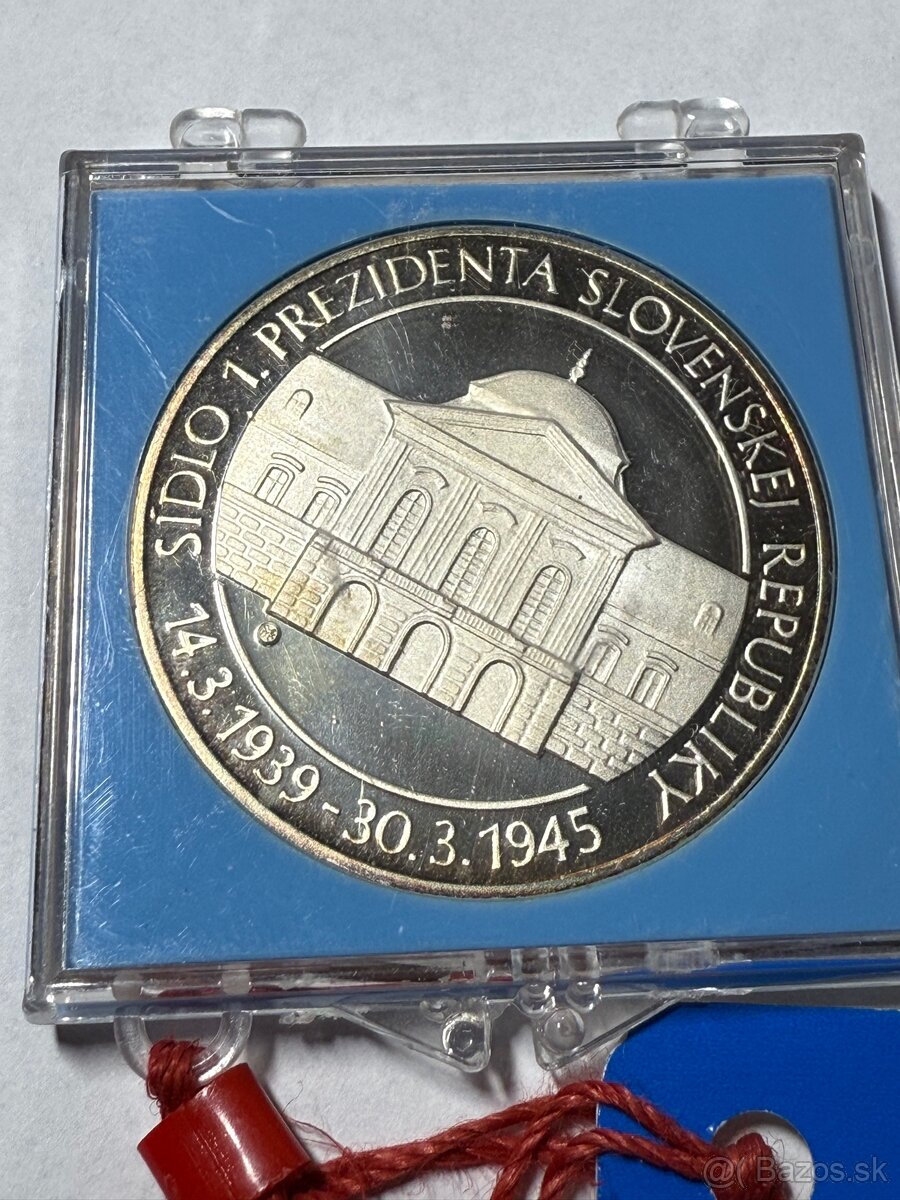 SÍDLO 1. PREZIDENTA SLOVENSKEJ REPUBLIKY
14.3.1939-30.3.1945
@( Bazos.sk